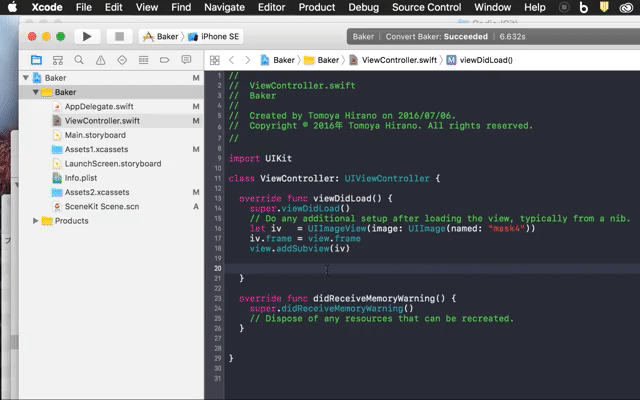 Xcode File Edit View Find Navigate Editor Product Debug Source Control Window Help
Baker iPhone SE Baker | Convert Baker: Succeeded | 6.632s
Baker Baker ViewController.swift M viewDidLoad()
Baker M
Baker
AppDelegate.swift
ViewController.swift M
Main.storyboard
Assets1.xcassets M
LaunchScreen.storyboard
Info.plist
Assets2.xcassets M
SceneKit Scene.scn A
Products
1 //
2 // ViewController.swift
3 // Baker
4 //
5 // Created by Tomoya Hirano on 2016/07/06.
6 // Copyright © 2016年 Tomoya Hirano. All rights reserved.
7 //
8
9 import UIKit
10
11 class ViewController: UIViewController {
12
13 override func viewDidLoad() {
14 super.viewDidLoad()
15 // Do any additional setup after loading the view, typically from a nib.
16 let iv = UIImageView(image: UIImage(named: "mask4"))
17 iv.frame = view.frame
18 view.addSubview(iv)
19
20
21 }
22
23 override func didReceiveMemoryWarning() {
24 super.didReceiveMemoryWarning()
25 // Dispose of any resources that can be recreated.
26 }
27
28
29 }
30
31